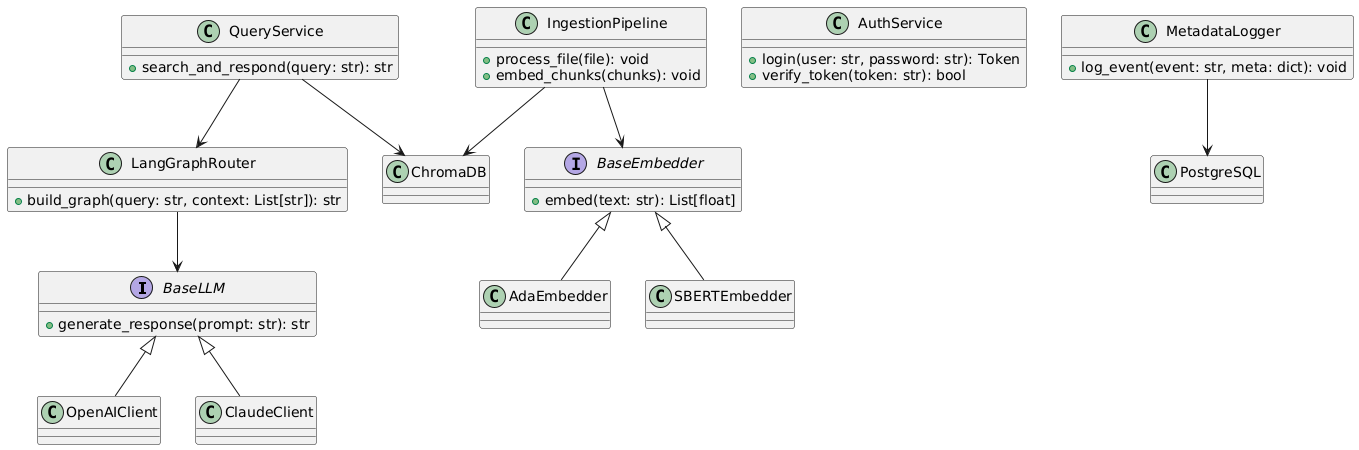 C QueryService
search_and_respond(query: str): str
C IngestionPipeline
process_file(file): void
embed_chunks(chunks): void
C AuthService
login(user: str, password: str): Token
verify_token(token: str): bool
C MetadataLogger
log_event(event: str, meta: dict): void
C LangGraphRouter
build_graph(query: str, context: List[str]): str
C ChromaDB
I BaseEmbedder
embed(text: str): List[float]
C PostgreSQL
I BaseLLM
generate_response(prompt: str): str
C AdaEmbedder
C SBERTEmbedder
C OpenAIClient
C ClaudeClient